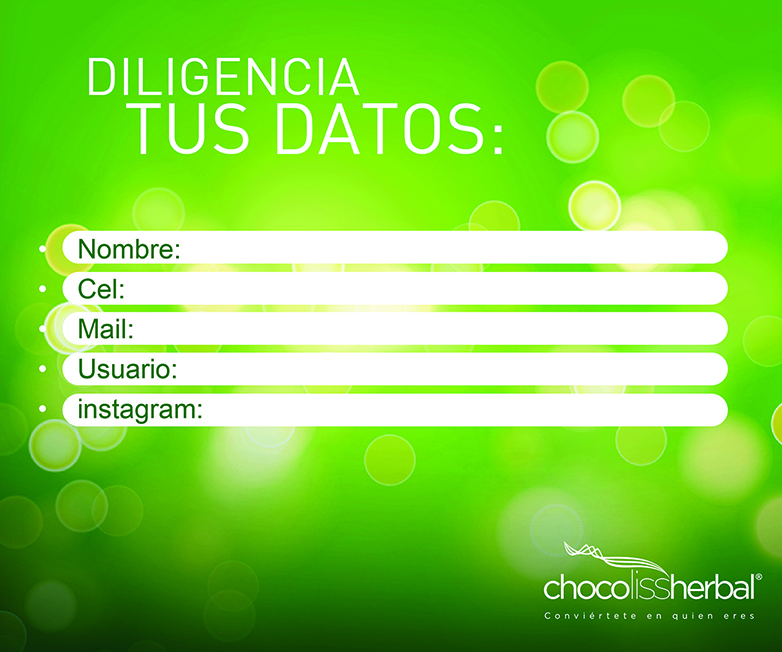 DILIGENCIA
TUS DATOS:
• Nombre:
• Cel:
• Mail:
• Usuario:
• instagram:
chocolissherbal®
Conviértete en quien eres